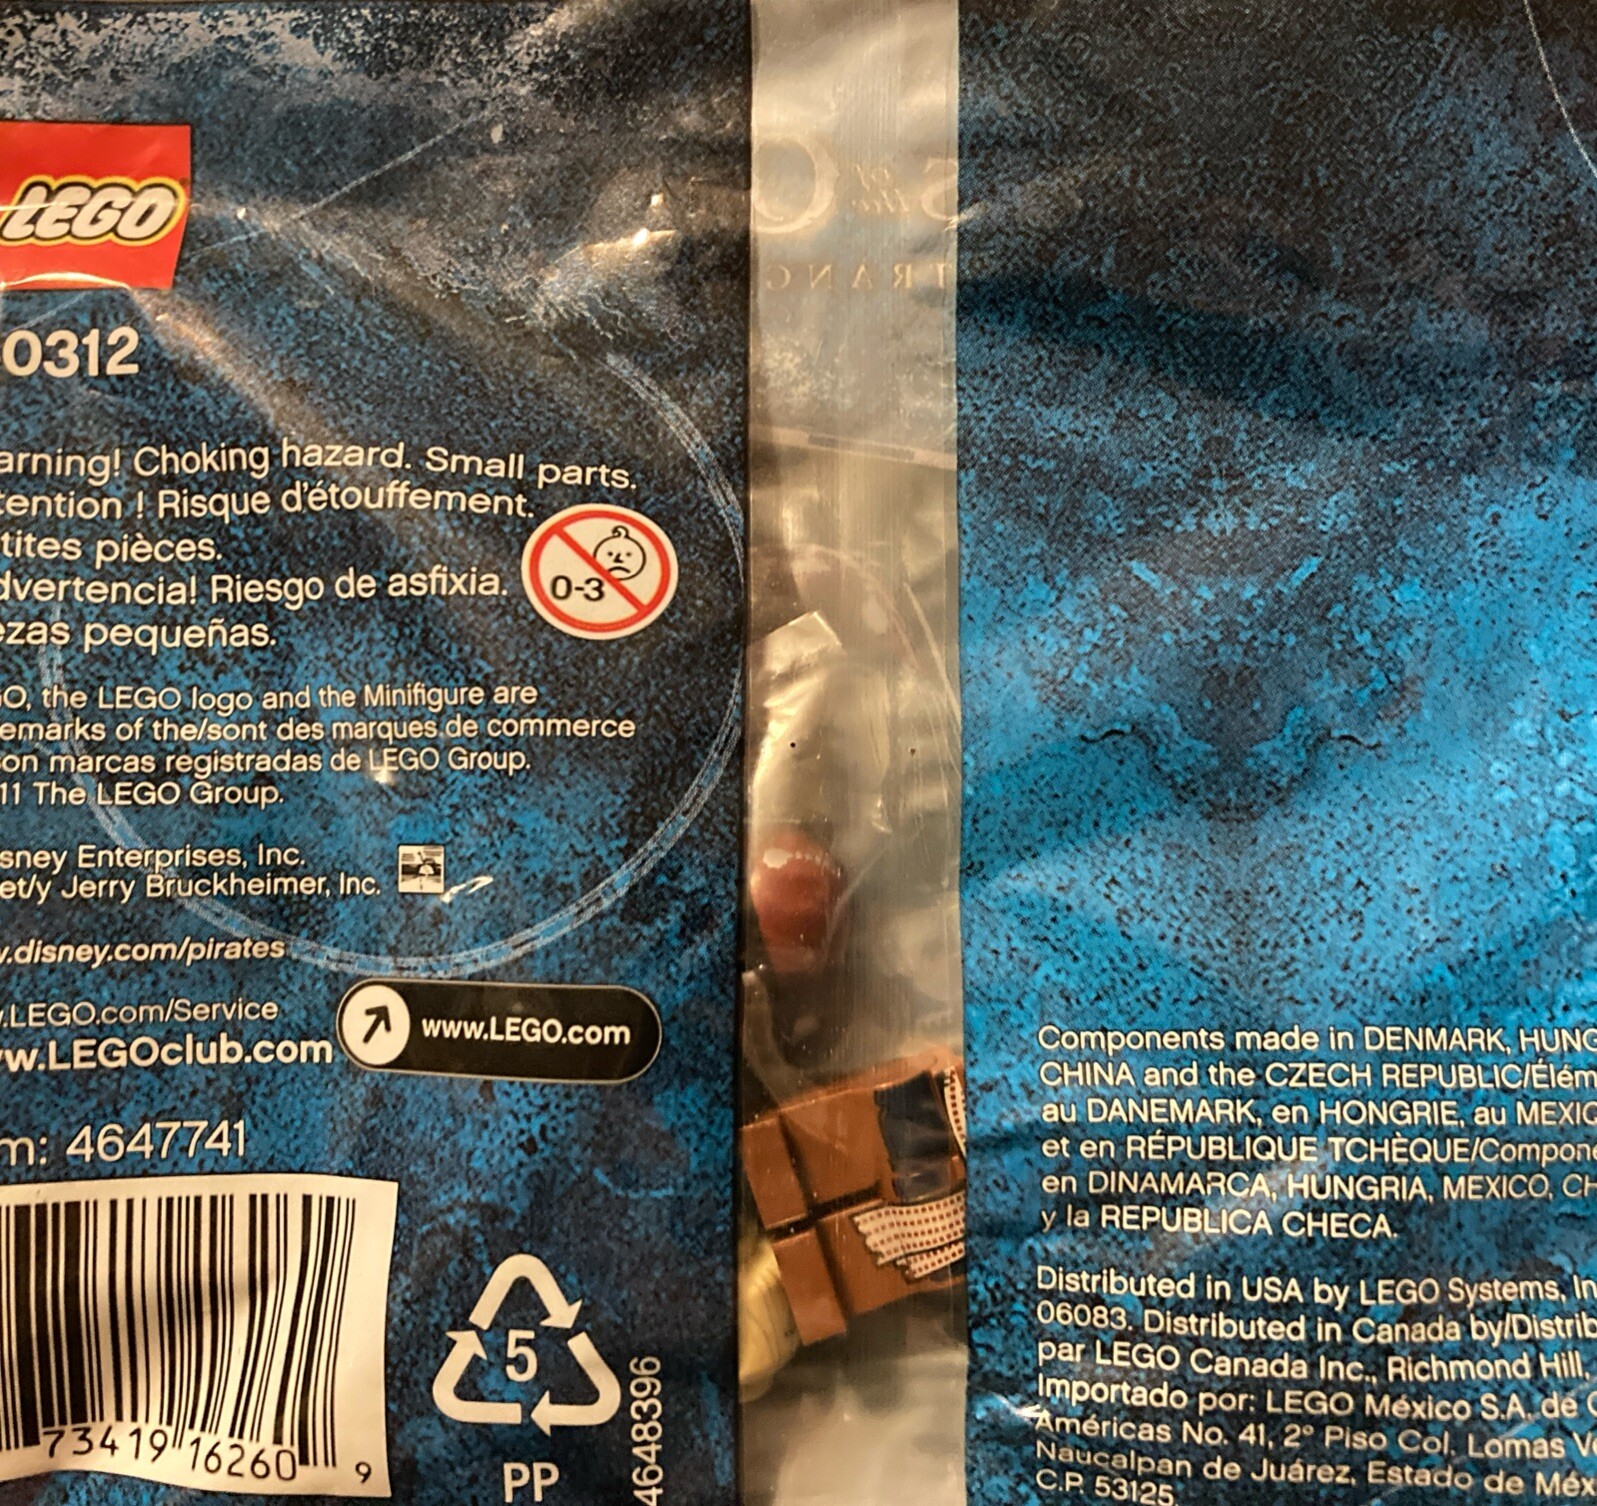 LEGO
0312
arning! Choking hazard. Small parts.
tention ! Risque d'étouffement.
tites pièces.
dvertencia! Riesgo de asfixia.
ezas pequeñas.
0-3
O, the LEGO logo and the Minifigure are
emarks of the/sont des marques de commerce
on marcas registradas de LEGO Group.
11 The LEGO Group.
sney Enterprises, Inc.
et/y Jerry Bruckheimer, Inc.
.disney.com/pirates
.LEGO.com/Service
w.LEGOclub.com
www.LEGO.com
m: 4647741
73419 16260 9
5
PP
4648396
S of the O
TRANG
Components made in DENMARK, HUNG
CHINA and the CZECH REPUBLIC/Élém
au DANEMARK, en HONGRIE, au MEXIQ
et en RÉPUBLIQUE TCHÈQUE/Compone
en DINAMARCA, HUNGRIA, MEXICO, CH
y la REPUBLICA CHECA.
Distributed in USA by LEGO Systems, In
06083. Distributed in Canada by/Distrib
par LEGO Canada Inc., Richmond Hill,
Importado por: LEGO México S.A. de C
Américas No. 41, 2° Piso Col. Lomas Ve
Naucalpan de Juárez, Estado de Méx
C.P. 53125.